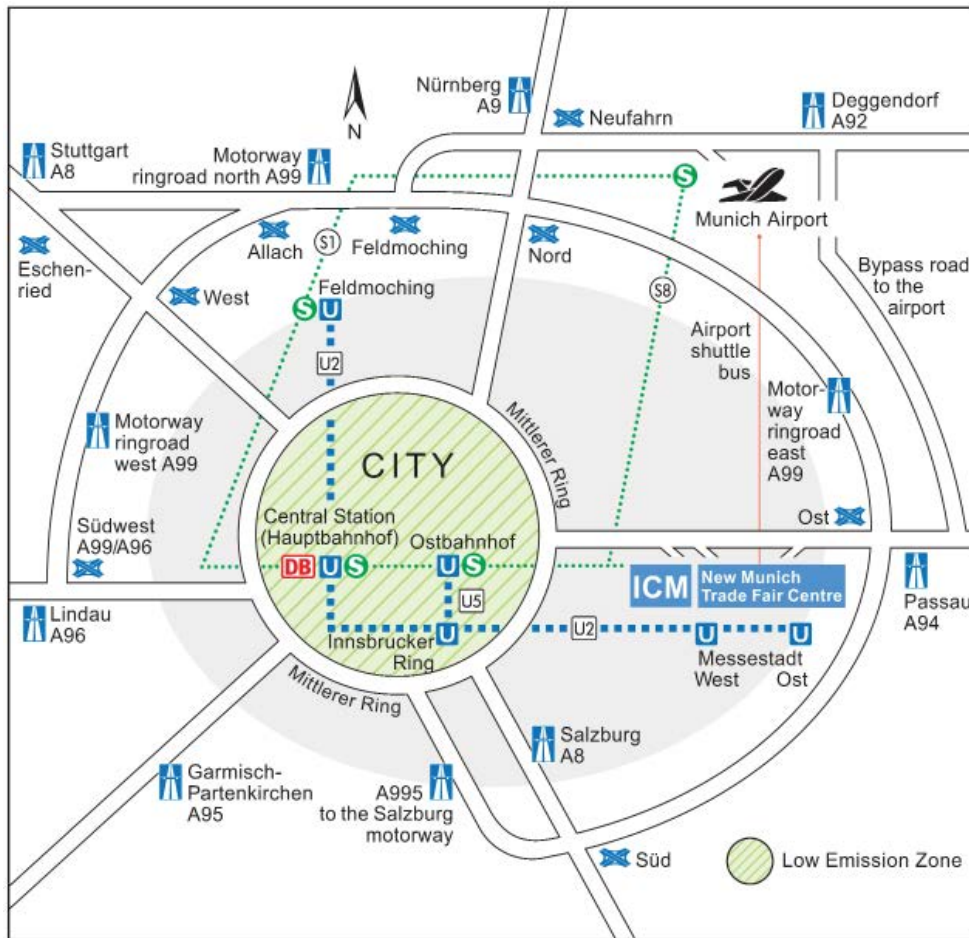 Nürnberg
A9
Neufahrn
Deggendorf
A92
N
Stuttgart
A8
Motorway
ringroad north A99
S
Munich Airport
Eschen-
ried
Allach
S1
Feldmoching
Nord
West
S
U
Feldmoching
S8
Bypass road
to the
airport
U2
Airport
shuttle
bus
Motor-
way
ringroad
east
A99
Motorway
ringroad
west A99
Mittlerer Ring
CITY
Südwest
A99/A96
Central Station
(Hauptbahnhof)
DB
U
S
Ostbahnhof
U
S
Ost
ICM
New Munich
Trade Fair Centre
Lindau
A96
Passau
A94
U5
Innsbrucker
Ring
U
U2
U
U
Messestadt
West
Ost
Mittlerer Ring
Salzburg
A8
Garmisch-
Partenkirchen
A95
A995
to the Salzburg
motorway
Süd
Low Emission Zone